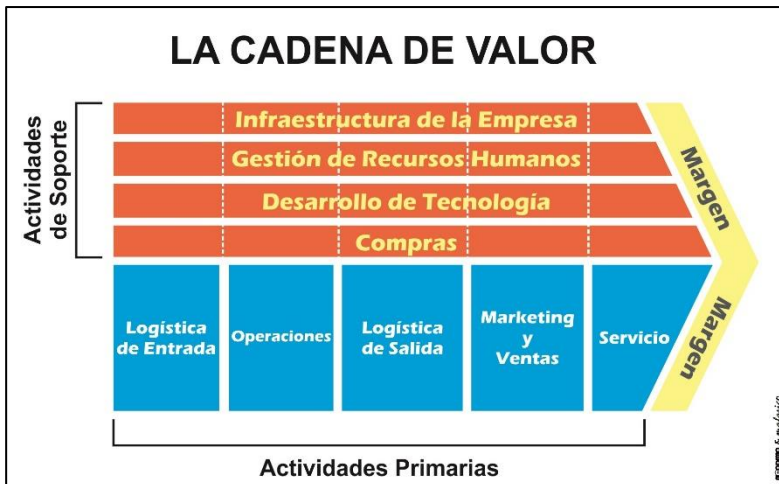 LA CADENA DE VALOR
Actividades
de Soporte
Infraestructura de la Empresa
Gestión de Recursos Humanos
Desarrollo de Tecnología
Compras
Margen
Margen
Logística
de Entrada
Operaciones
Logística
de Salida
Marketing
y
Ventas
Servicio
Actividades Primarias